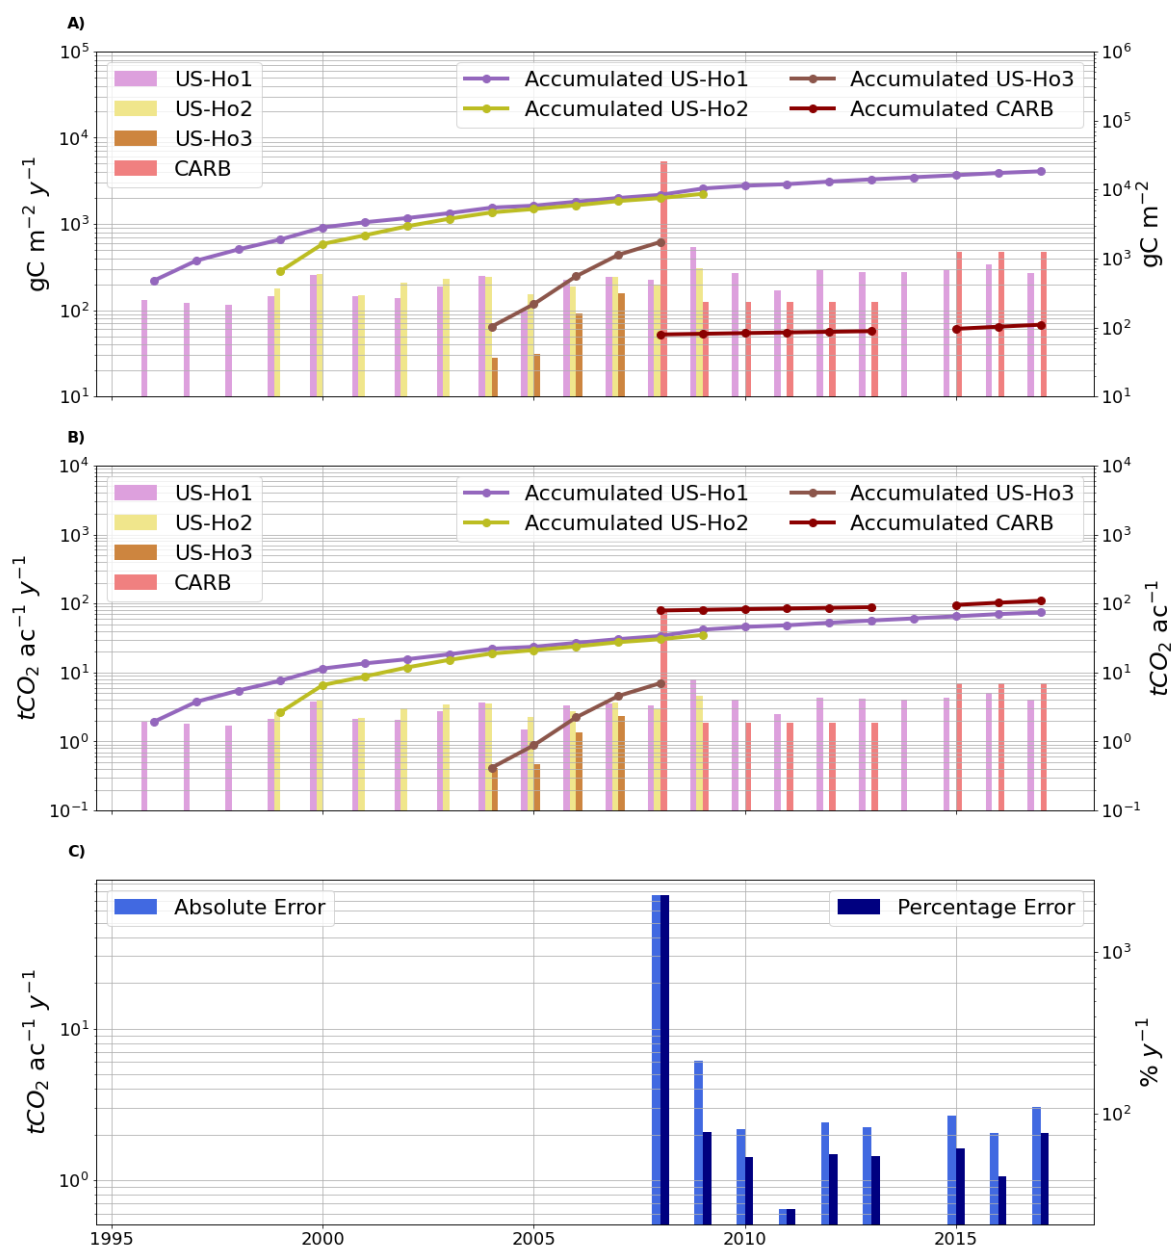 A)
10^5
10^4
10^3
10^2
10^1
gC m^−2 y^−1
US-Ho1
US-Ho2
US-Ho3
CARB
Accumulated US-Ho1
Accumulated US-Ho2
Accumulated US-Ho3
Accumulated CARB
10^6
10^5
10^4
10^3
10^2
10^1
gC m^−2
B)
10^4
10^3
10^2
10^1
10^0
10^−1
tCO_2 ac^−1 y^−1
US-Ho1
US-Ho2
US-Ho3
CARB
Accumulated US-Ho1
Accumulated US-Ho2
Accumulated US-Ho3
Accumulated CARB
10^4
10^3
10^2
10^1
10^0
10^−1
tCO_2 ac^−1
C)
10^1
10^0
tCO_2 ac^−1 y^−1
Absolute Error
Percentage Error
10^3
10^2
% y^−1
1995 2000 2005 2010 2015